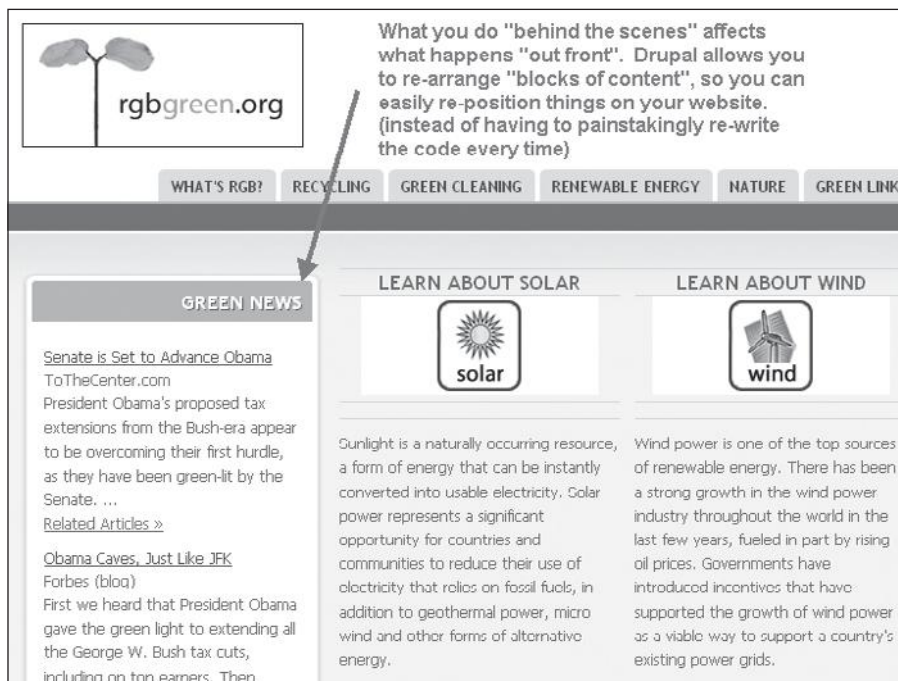 rgbgreen.org
What you do "behind the scenes" affects
what happens "out front". Drupal allows you
to re-arrange "blocks of content", so you can
easily re-position things on your website.
(instead of having to painstakingly re-write
the code every time)
WHAT'S RGB? RECYCLING GREEN CLEANING RENEWABLE ENERGY NATURE GREEN LINK
GREEN NEWS
Senate is Set to Advance Obama
ToTheCenter.com
President Obama's proposed tax
extensions from the Bush-era appear
to be overcoming their first hurdle,
as they have been green-lit by the
Senate. ...
Related Articles »
Obama Caves, Just Like JFK
Forbes (blog)
First we heard that President Obama
gave the green light to extending all
the George W. Bush tax cuts,
including on top earners. Then
LEARN ABOUT SOLAR
solar
Sunlight is a naturally occurring resource,
a form of energy that can be instantly
converted into usable electricity. Solar
power represents a significant
opportunity for countries and
communities to reduce their use of
electricity that relies on fossil fuels, in
addition to geothermal power, micro
wind and other forms of alternative
energy.
LEARN ABOUT WIND
wind
Wind power is one of the top sources
of renewable energy. There has been
a strong growth in the wind power
industry throughout the world in the
last few years, fueled in part by rising
oil prices. Governments have
introduced incentives that have
supported the growth of wind power
as a viable way to support a country's
existing power grids.